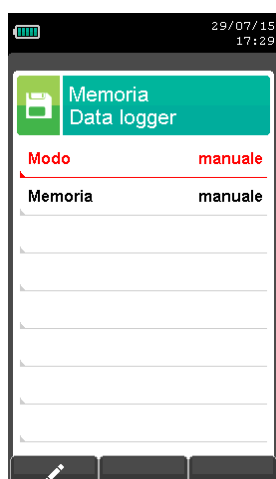 29/07/15
17:29
Memoria
Data logger
Modo manuale
Memoria manuale